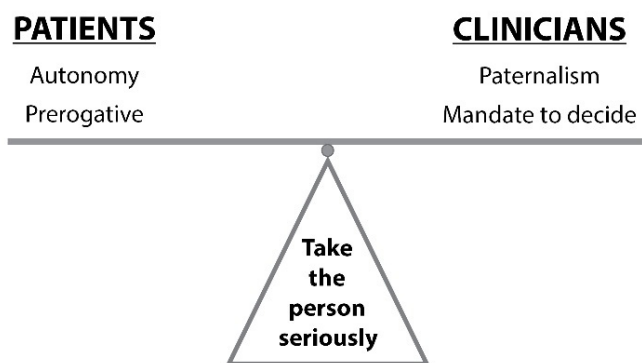 PATIENTS
Autonomy
Prerogative
CLINICIANS
Paternalism
Mandate to decide
Take
the
person
seriously